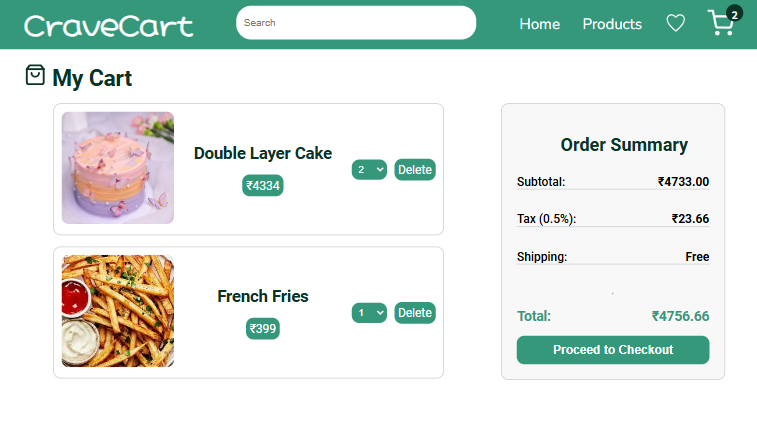 CraveCart
Search
Home
Products
2
My Cart
Double Layer Cake
₹4334
2
Delete
French Fries
₹399
1
Delete
Order Summary
Subtotal: ₹4733.00
Tax (0.5%): ₹23.66
Shipping: Free
Total: ₹4756.66
Proceed to Checkout